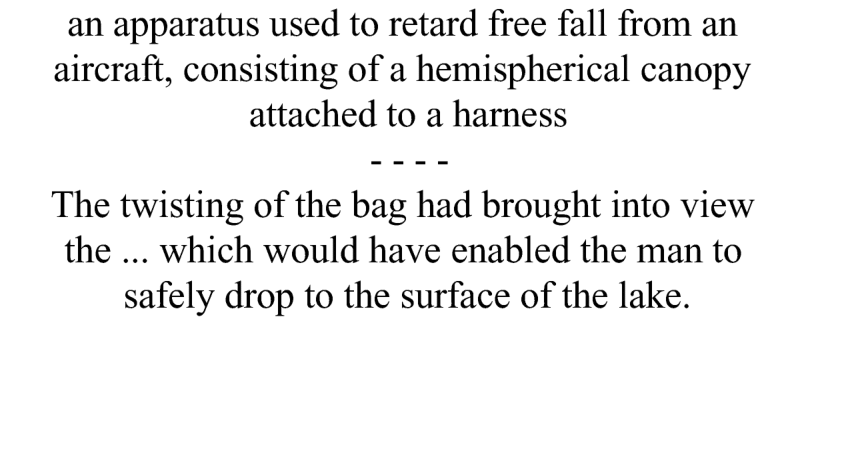 an apparatus used to retard free fall from an
aircraft, consisting of a hemispherical canopy
attached to a harness
- - - -
The twisting of the bag had brought into view
the ... which would have enabled the man to
safely drop to the surface of the lake.